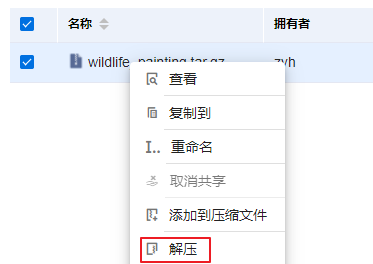 名称 拥有者
wildlife_painting.tar.gz zyh
查看
复制到
重命名
取消共享
添加到压缩文件
解压